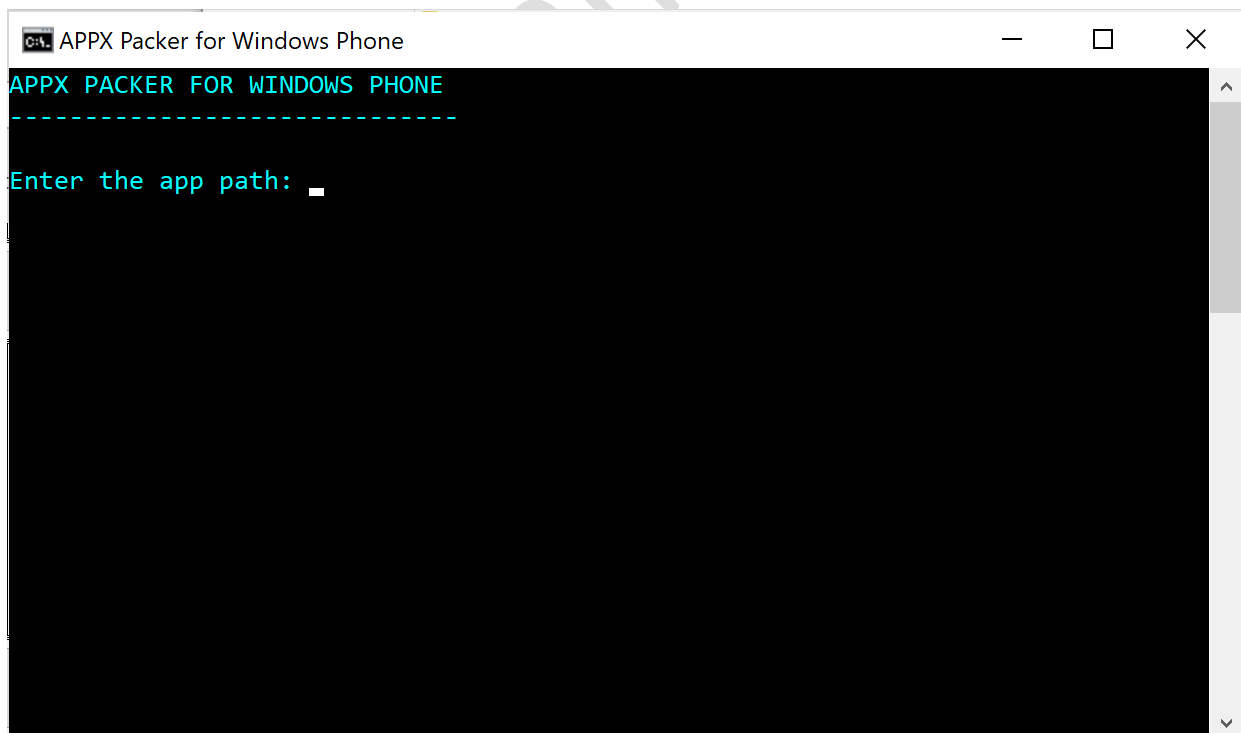 C:\.
APPX Packer for Windows Phone
APPX PACKER FOR WINDOWS PHONE
------------------------------
Enter the app path: